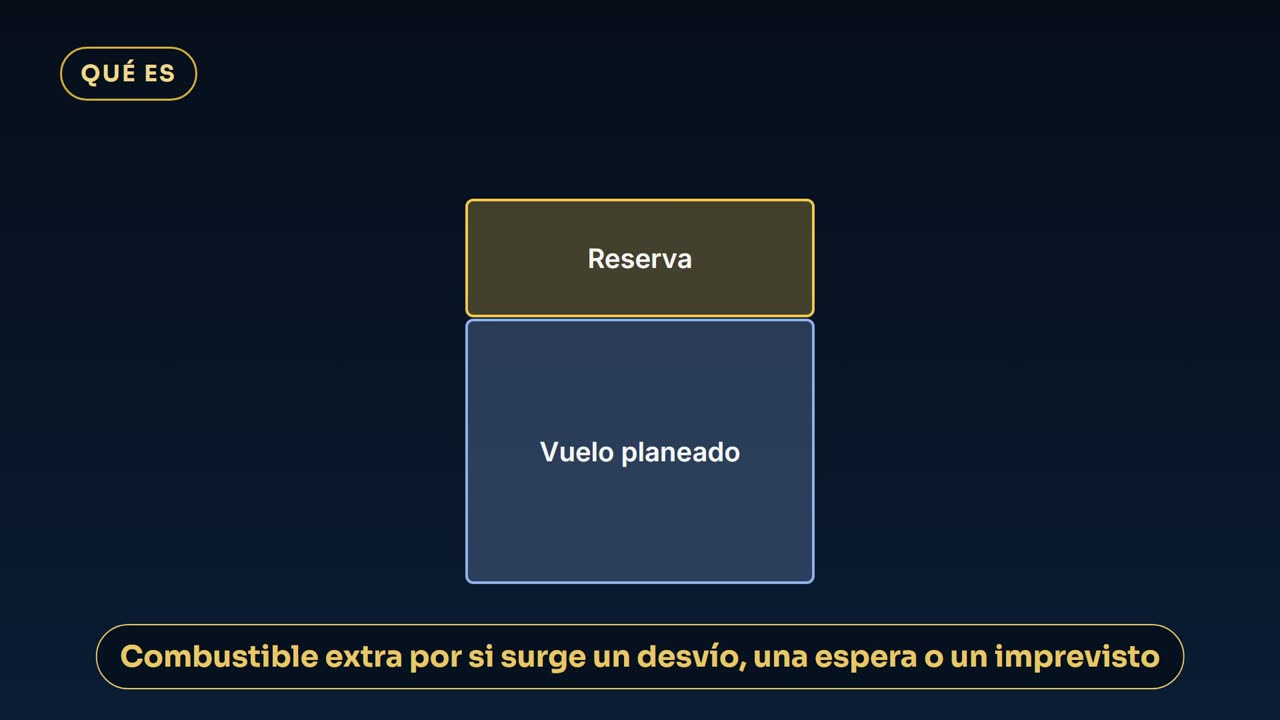 QUÉ ES
Reserva
Vuelo planeado
Combustible extra por si surge un desvío, una espera o un imprevisto